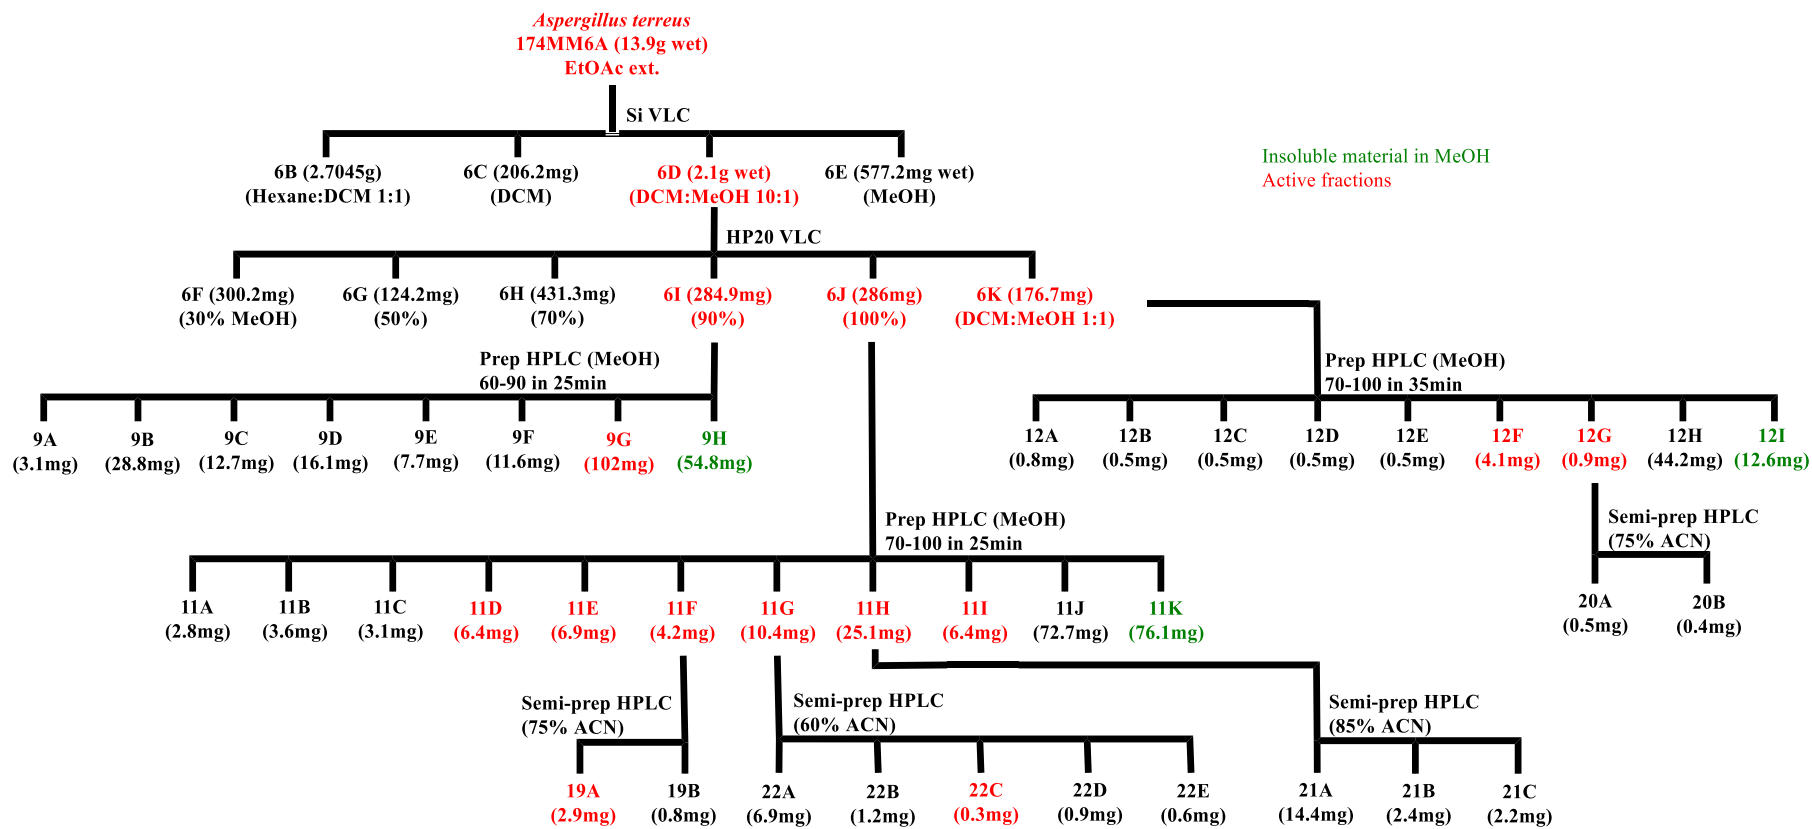 Aspergillus terreus
174MM6A (13.9g wet)
EtOAc ext.
Si VLC
6B (2.7045g)
(Hexane:DCM 1:1)
6C (206.2mg)
(DCM)
6D (2.1g wet)
(DCM:MeOH 10:1)
6E (577.2mg wet)
(MeOH)
Insoluble material in MeOH
Active fractions
HP20 VLC
6F (300.2mg)
(30% MeOH)
6G (124.2mg)
(50%)
6H (431.3mg)
(70%)
6I (284.9mg)
(90%)
6J (286mg)
(100%)
6K (176.7mg)
(DCM:MeOH 1:1)
Prep HPLC (MeOH)
60-90 in 25min
Prep HPLC (MeOH)
70-100 in 35min
9A
(3.1mg)
9B
(28.8mg)
9C
(12.7mg)
9D
(16.1mg)
9E
(7.7mg)
9F
(11.6mg)
9G
(102mg)
9H
(54.8mg)
12A
(0.8mg)
12B
(0.5mg)
12C
(0.5mg)
12D
(0.5mg)
12E
(0.5mg)
12F
(4.1mg)
12G
(0.9mg)
12H
(44.2mg)
12I
(12.6mg)
Prep HPLC (MeOH)
70-100 in 25min
Semi-prep HPLC
(75% ACN)
11A
(2.8mg)
11B
(3.6mg)
11C
(3.1mg)
11D
(6.4mg)
11E
(6.9mg)
11F
(4.2mg)
11G
(10.4mg)
11H
(25.1mg)
11I
(6.4mg)
11J
(72.7mg)
11K
(76.1mg)
20A
(0.5mg)
20B
(0.4mg)
Semi-prep HPLC
(75% ACN)
Semi-prep HPLC
(60% ACN)
Semi-prep HPLC
(85% ACN)
19A
(2.9mg)
19B
(0.8mg)
22A
(6.9mg)
22B
(1.2mg)
22C
(0.3mg)
22D
(0.9mg)
22E
(0.6mg)
21A
(14.4mg)
21B
(2.4mg)
21C
(2.2mg)